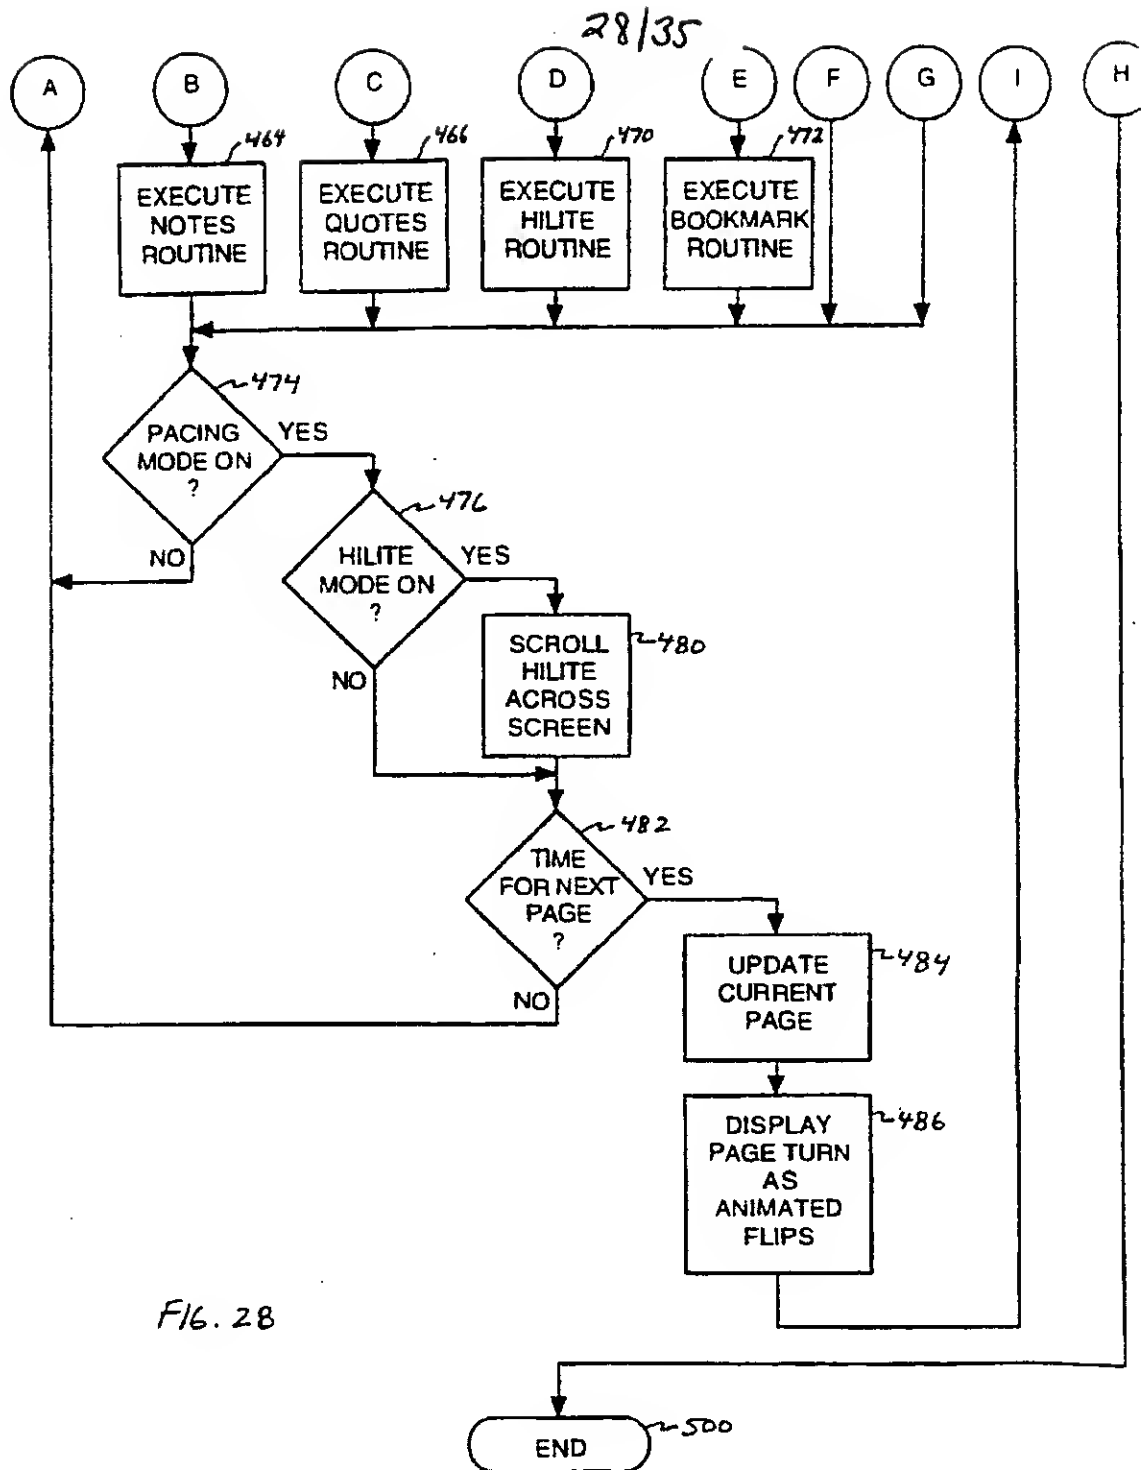 28/35
A
B
C
D
E
F
G
I
H
464
466
470
472
EXECUTE
NOTES
ROUTINE
EXECUTE
QUOTES
ROUTINE
EXECUTE
HILITE
ROUTINE
EXECUTE
BOOKMARK
ROUTINE
474
PACING
MODE ON
?
YES
NO
476
HILITE
MODE ON
?
YES
NO
480
SCROLL
HILITE
ACROSS
SCREEN
482
TIME
FOR NEXT
PAGE
?
YES
NO
484
UPDATE
CURRENT
PAGE
486
DISPLAY
PAGE TURN
AS
ANIMATED
FLIPS
FIG. 28
500
END